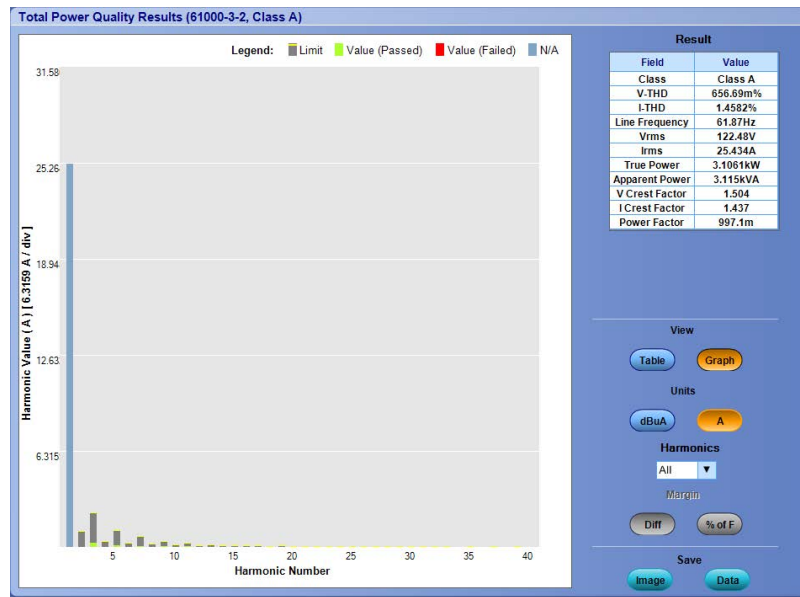 Total Power Quality Results (61000-3-2, Class A)
Legend: Limit Value (Passed) Value (Failed) N/A
31.58
25.26
18.94
12.63
6.315
Harmonic Value ( A ) [ 6.3159 A / div ]
5 10 15 20 25 30 35 40
Harmonic Number
Result
Field Value
Class Class A
V-THD 656.69m%
I-THD 1.4582%
Line Frequency 61.87Hz
Vrms 122.48V
Irms 25.434A
True Power 3.1061kW
Apparent Power 3.115kVA
V Crest Factor 1.504
I Crest Factor 1.437
Power Factor 997.1m
View
Table Graph
Units
dBuA A
Harmonics
All
Margin
Diff % of F
Save
Image Data